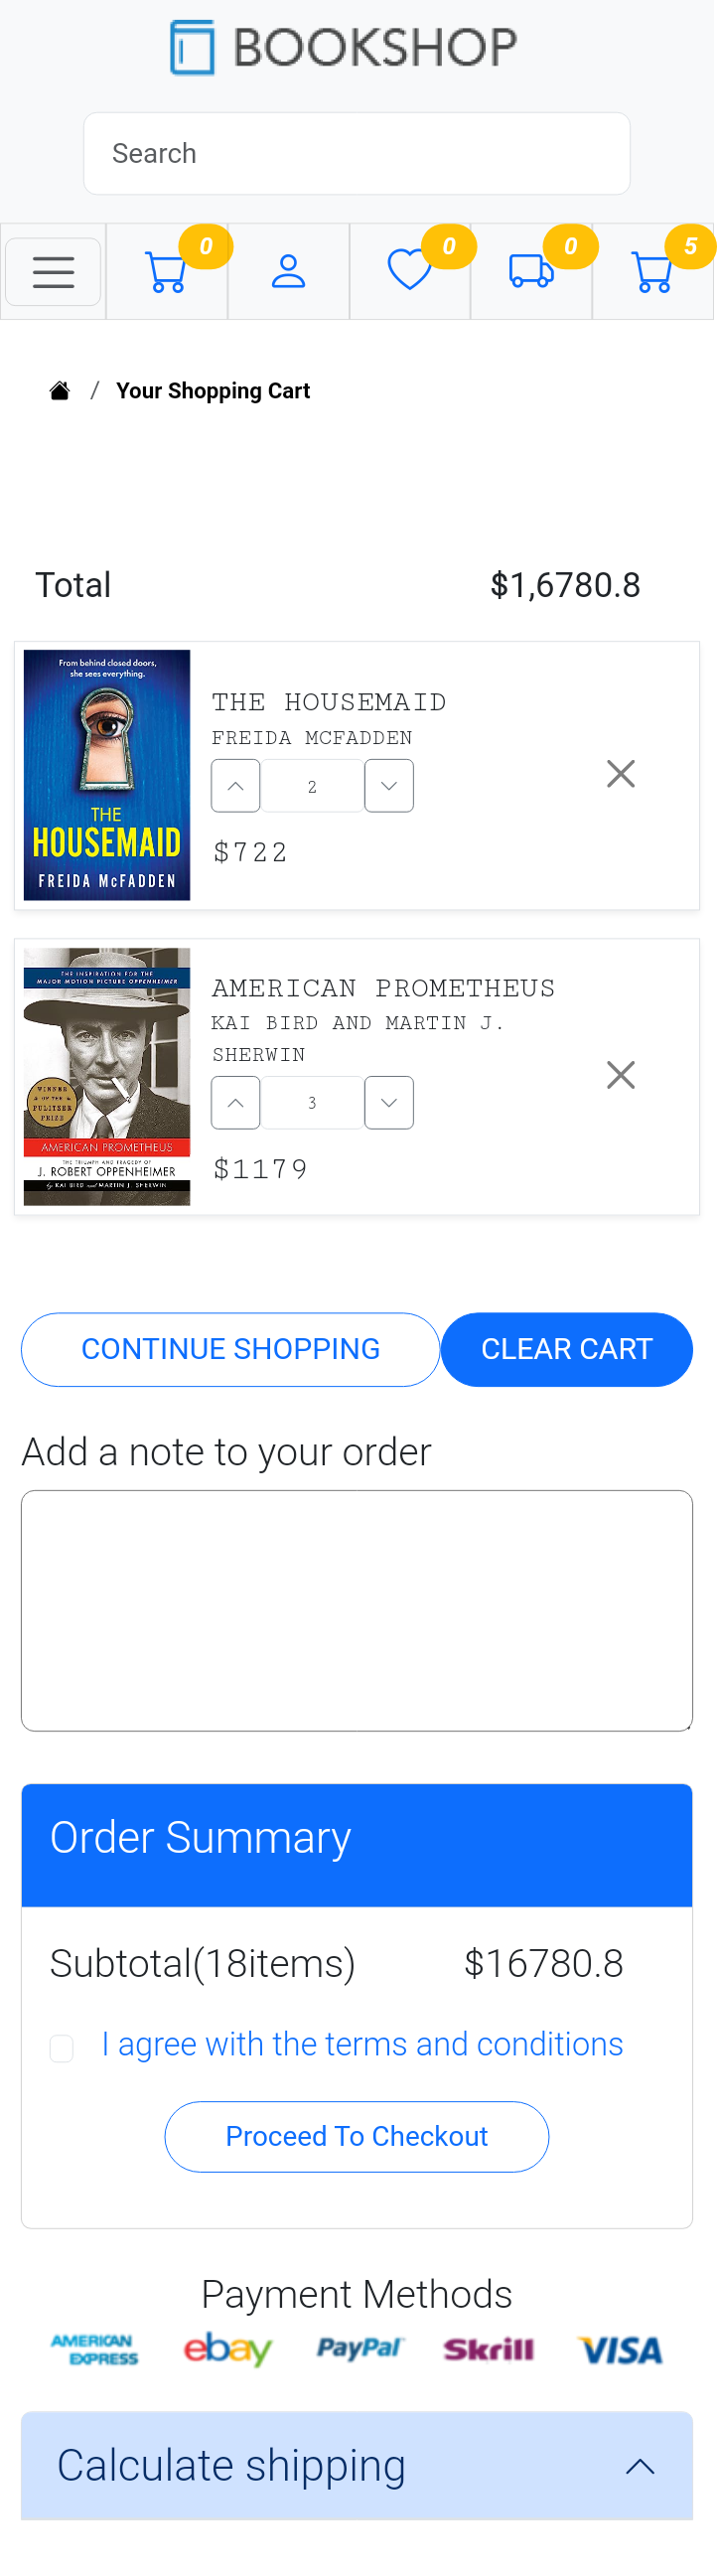 BOOKSHOP
Search
0
0
0
5
/ Your Shopping Cart
Total $1,6780.8
From behind closed doors,
she sees everything.
THE
HOUSEMAID
FREIDA McFADDEN
THE HOUSEMAID
FREIDA MCFADDEN
2
$722
THE INSPIRATION FOR THE
MAJOR MOTION PICTURE OPPENHEIMER
WINNER
OF THE
PULITZER
PRIZE
AMERICAN PROMETHEUS
THE TRIUMPH AND TRAGEDY OF
J. ROBERT OPPENHEIMER
by KAI BIRD and MARTIN J. SHERWIN
AMERICAN PROMETHEUS
KAI BIRD AND MARTIN J.
SHERWIN
3
$1179
CONTINUE SHOPPING CLEAR CART
Add a note to your order
Order Summary
Subtotal(18items) $16780.8
I agree with the terms and conditions
Proceed To Checkout
Payment Methods
AMERICAN
EXPRESS
ebay
PayPal
Skrill
VISA
Calculate shipping